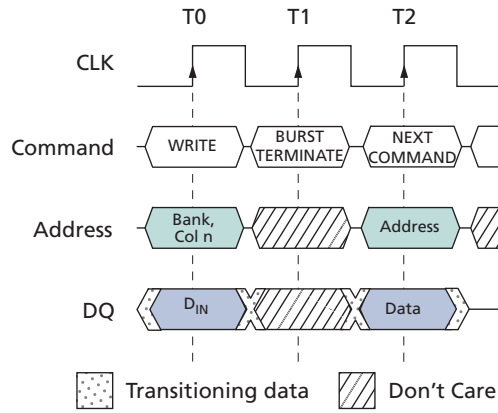 T0 T1 T2
CLK
Command WRITE BURST TERMINATE NEXT COMMAND
Address Bank, Col n Address
DQ DIN Data
Transitioning data Don't Care